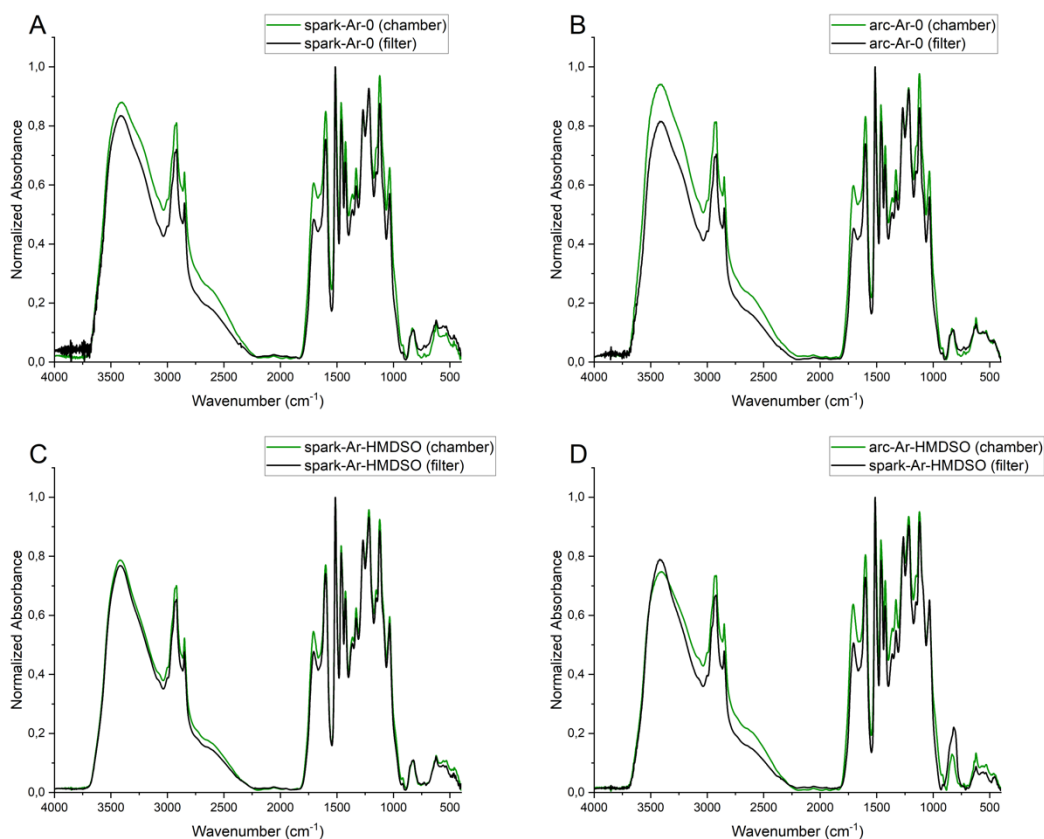 A
spark-Ar-0 (chamber)
spark-Ar-0 (filter)
1,0
0,8
0,6
0,4
0,2
0,0
Normalized Absorbance
4000 3500 3000 2500 2000 1500 1000 500
Wavenumber (cm⁻¹)
B
arc-Ar-0 (chamber)
arc-Ar-0 (filter)
1,0
0,8
0,6
0,4
0,2
0,0
Normalized Absorbance
4000 3500 3000 2500 2000 1500 1000 500
Wavenumber (cm⁻¹)
C
spark-Ar-HMDSO (chamber)
spark-Ar-HMDSO (filter)
1,0
0,8
0,6
0,4
0,2
0,0
Normalized Absorbance
4000 3500 3000 2500 2000 1500 1000 500
Wavenumber (cm⁻¹)
D
arc-Ar-HMDSO (chamber)
spark-Ar-HMDSO (filter)
1,0
0,8
0,6
0,4
0,2
0,0
Normalized Absorbance
4000 3500 3000 2500 2000 1500 1000 500
Wavenumber (cm⁻¹)